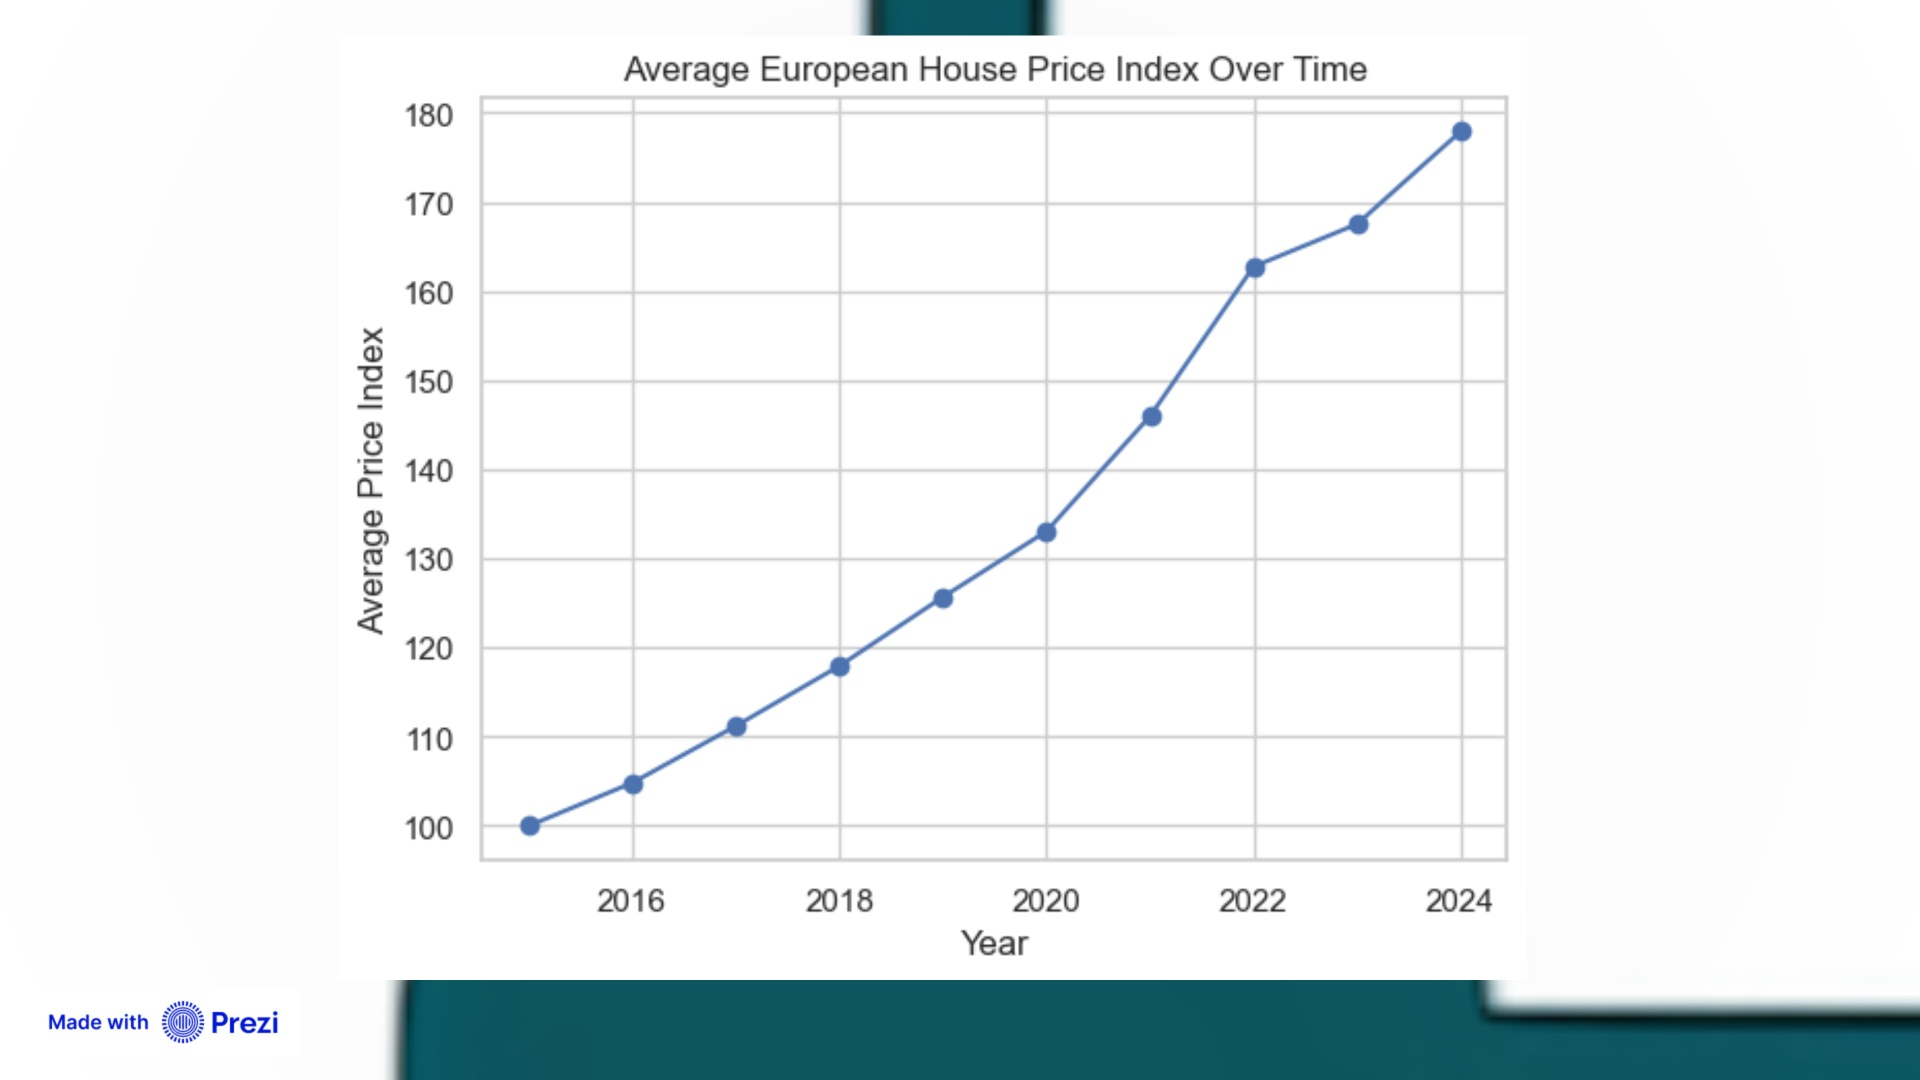 Average European House Price Index Over Time
180
170
160
150
140
130
120
110
100
Average Price Index
2016 2018 2020 2022 2024
Year
Made with Prezi